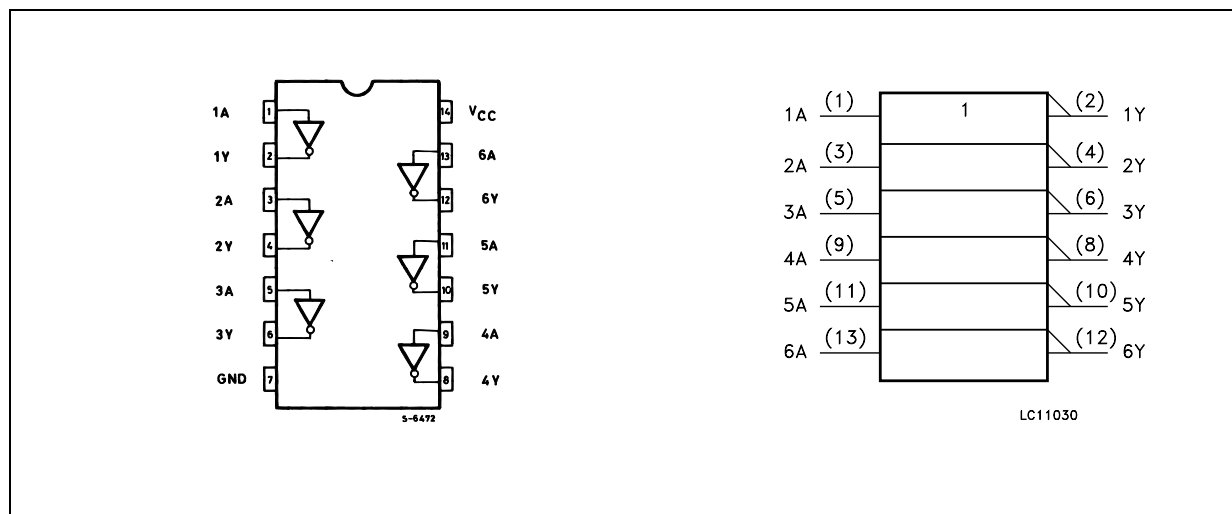 1A 1 14 VCC
13 6A
1Y 2
2A 3 12 6Y
2Y 4 11 5A
3A 5 10 5Y
3Y 6 9 4A
GND 7 8 4Y
S-6472
1A (1) 1 (2) 1Y
2A (3) (4) 2Y
3A (5) (6) 3Y
4A (9) (8) 4Y
5A (11) (10) 5Y
6A (13) (12) 6Y
LC11030